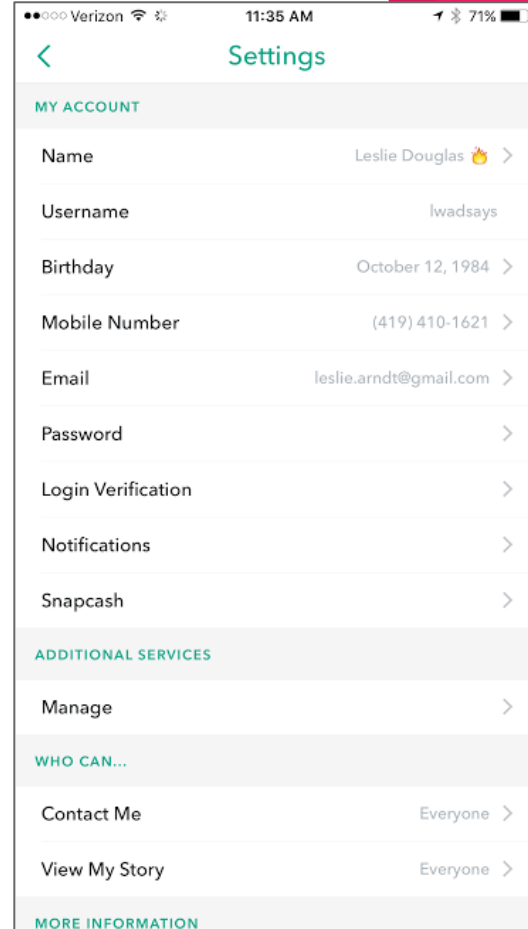 Verizon 11:35 AM 71%
Settings
MY ACCOUNT
Name Leslie Douglas 🔥 >
Username lwadsays
Birthday October 12, 1984 >
Mobile Number (419) 410-1621 >
Email leslie.arndt@gmail.com >
Password >
Login Verification >
Notifications >
Snapcash >
ADDITIONAL SERVICES
Manage >
WHO CAN...
Contact Me Everyone >
View My Story Everyone >
MORE INFORMATION